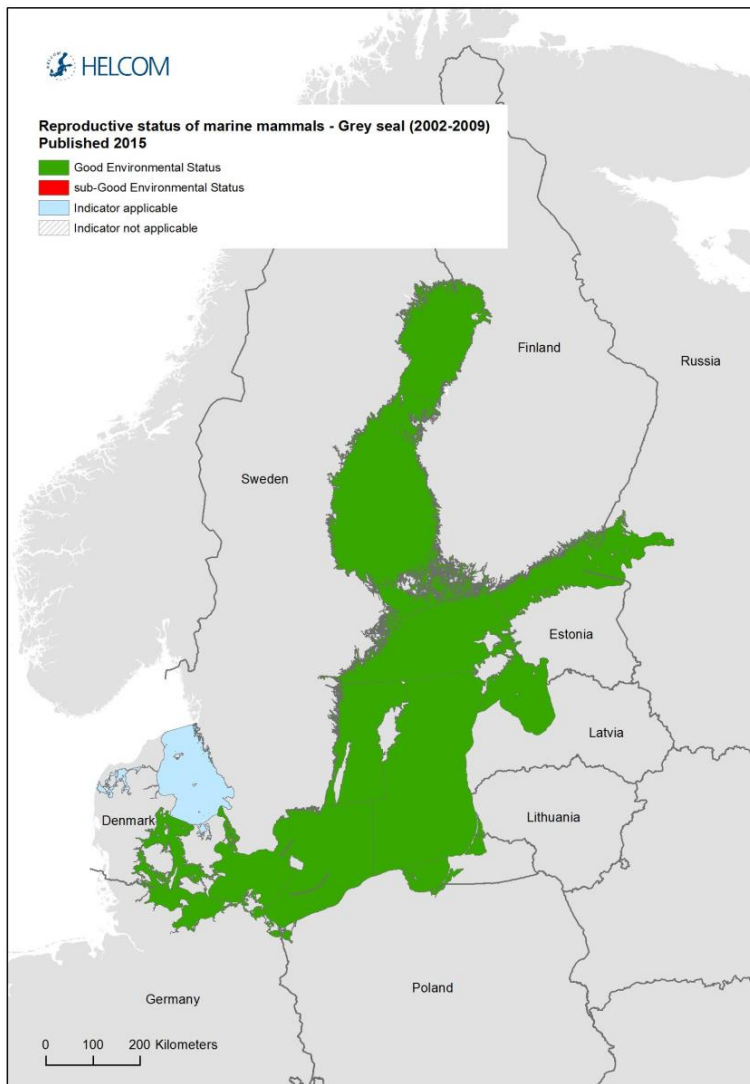 HELCOM
Reproductive status of marine mammals - Grey seal (2002-2009)
Published 2015
Good Environmental Status
sub-Good Environmental Status
Indicator applicable
Indicator not applicable
Finland
Russia
Sweden
Estonia
Latvia
Denmark
Lithuania
Poland
Germany
0 100 200 Kilometers